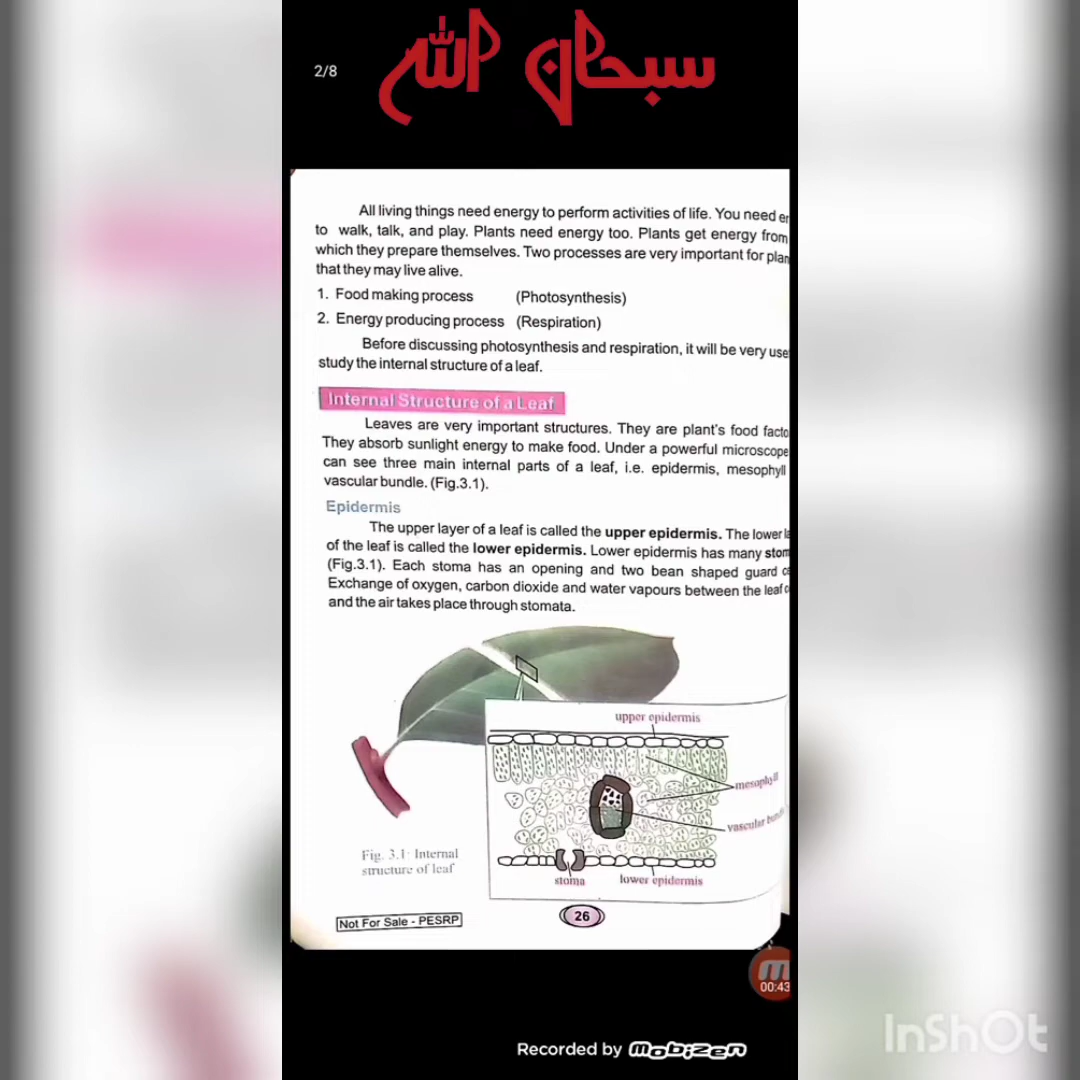 2/8
سبحان الله
All living things need energy to perform activities of life. You need
to walk, talk, and play. Plants need energy too. Plants get energy from
which they prepare themselves. Two processes are very important for
that they may live alive.
1. Food making process (Photosynthesis)
2. Energy producing process (Respiration)
Before discussing photosynthesis and respiration, it will be very
study the internal structure of a leaf.
Internal Structure of a Leaf
Leaves are very important structures. They are plant's food
They absorb sunlight energy to make food. Under a powerful microscope
can see three main internal parts of a leaf, i.e. epidermis, mesophyll
vascular bundle. (Fig.3.1).
Epidermis
The upper layer of a leaf is called the upper epidermis. The lower
of the leaf is called the lower epidermis. Lower epidermis has many
(Fig.3.1). Each stoma has an opening and two bean shaped guard
Exchange of oxygen, carbon dioxide and water vapours between the leaf
and the air takes place through stomata.
upper epidermis
mesophyll
vascular
stoma
lower epidermis
Fig. 3.1: Internal
structure of leaf
Not For Sale - PESRP
26
00:43
Recorded by Mobizen
InShOt